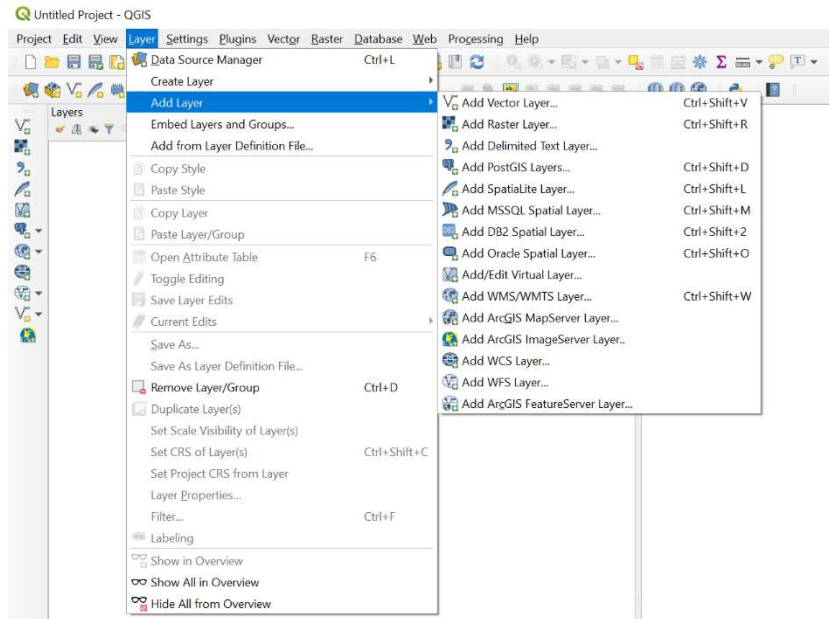 Untitled Project - QGIS
Project Edit View Layer Settings Plugins Vector Raster Database Web Processing Help
Layers
Data Source Manager Ctrl+L
Create Layer
Add Layer
Embed Layers and Groups...
Add from Layer Definition File...
Copy Style
Paste Style
Copy Layer
Paste Layer/Group
Open Attribute Table F6
Toggle Editing
Save Layer Edits
Current Edits
Save As...
Save As Layer Definition File...
Remove Layer/Group Ctrl+D
Duplicate Layer(s)
Set Scale Visibility of Layer(s)
Set CRS of Layer(s) Ctrl+Shift+C
Set Project CRS from Layer
Layer Properties...
Filter... Ctrl+F
Labeling
Show in Overview
Show All in Overview
Hide All from Overview
Add Vector Layer... Ctrl+Shift+V
Add Raster Layer... Ctrl+Shift+R
Add Delimited Text Layer...
Add PostGIS Layers... Ctrl+Shift+D
Add SpatiaLite Layer... Ctrl+Shift+L
Add MSSQL Spatial Layer... Ctrl+Shift+M
Add DB2 Spatial Layer... Ctrl+Shift+2
Add Oracle Spatial Layer... Ctrl+Shift+O
Add/Edit Virtual Layer...
Add WMS/WMTS Layer... Ctrl+Shift+W
Add ArcGIS MapServer Layer...
Add ArcGIS ImageServer Layer..
Add WCS Layer...
Add WFS Layer...
Add ArcGIS FeatureServer Layer...